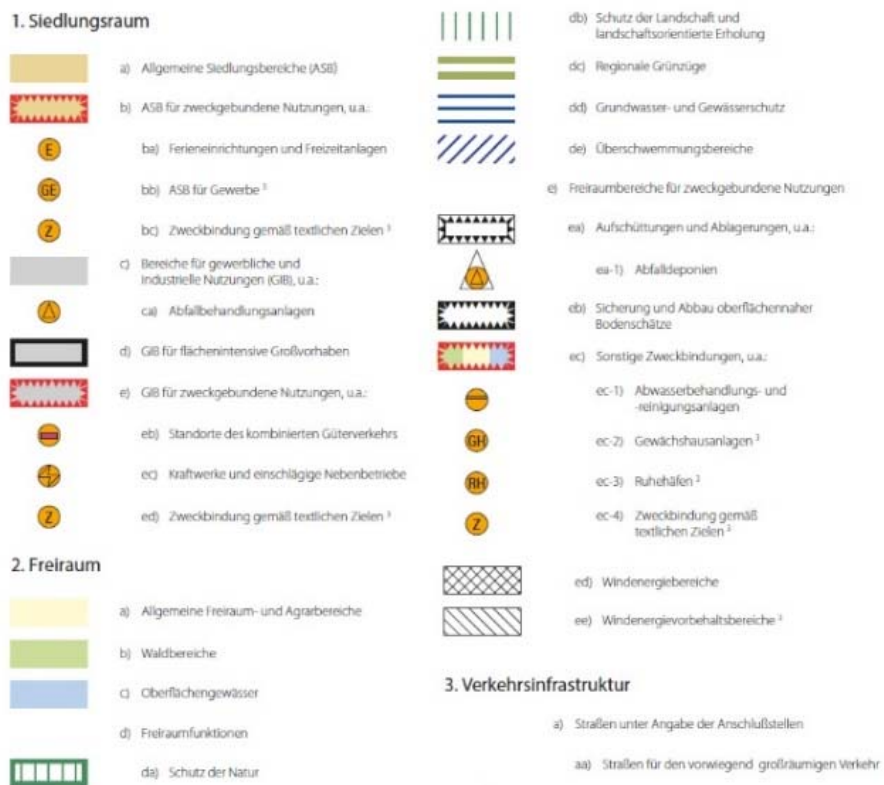 1. Siedlungsraum
a) Allgemeine Siedlungsbereiche (ASB)
b) ASB für zweckgebundene Nutzungen, u.a.:
E
ba) Ferieneinrichtungen und Freizeitanlagen
GE
bb) ASB für Gewerbe ³
Z
bc) Zweckbindung gemäß textlichen Zielen ³
c) Bereiche für gewerbliche und
industrielle Nutzungen (GIB), u.a.:
ca) Abfallbehandlungsanlagen
d) GIB für flächenintensive Großvorhaben
e) GIB für zweckgebundene Nutzungen, u.a.:
eb) Standorte des kombinierten Güterverkehrs
ec) Kraftwerke und einschlägige Nebenbetriebe
Z
ed) Zweckbindung gemäß textlichen Zielen ³
2. Freiraum
a) Allgemeine Freiraum- und Agrarbereiche
b) Waldbereiche
c) Oberflächengewässer
d) Freiraumfunktionen
da) Schutz der Natur
db) Schutz der Landschaft und
landschaftsorientierte Erholung
dc) Regionale Grünzüge
dd) Grundwasser- und Gewässerschutz
de) Überschwemmungsbereiche
e) Freiraumbereiche für zweckgebundene Nutzungen
ea) Aufschüttungen und Ablagerungen, u.a.:
ea-1) Abfalldeponien
eb) Sicherung und Abbau oberflächennaher
Bodenschätze
ec) Sonstige Zweckbindungen, u.a.:
ec-1) Abwasserbehandlungs- und
-reinigungsanlagen
GH
ec-2) Gewächshausanlagen ³
RH
ec-3) Ruhehäfen ³
Z
ec-4) Zweckbindung gemäß
textlichen Zielen ³
ed) Windenergiebereiche
ee) Windenergievorbehaltsbereiche ³
3. Verkehrsinfrastruktur
a) Straßen unter Angabe der Anschlußstellen
aa) Straßen für den vorwiegend großräumigen Verkehr